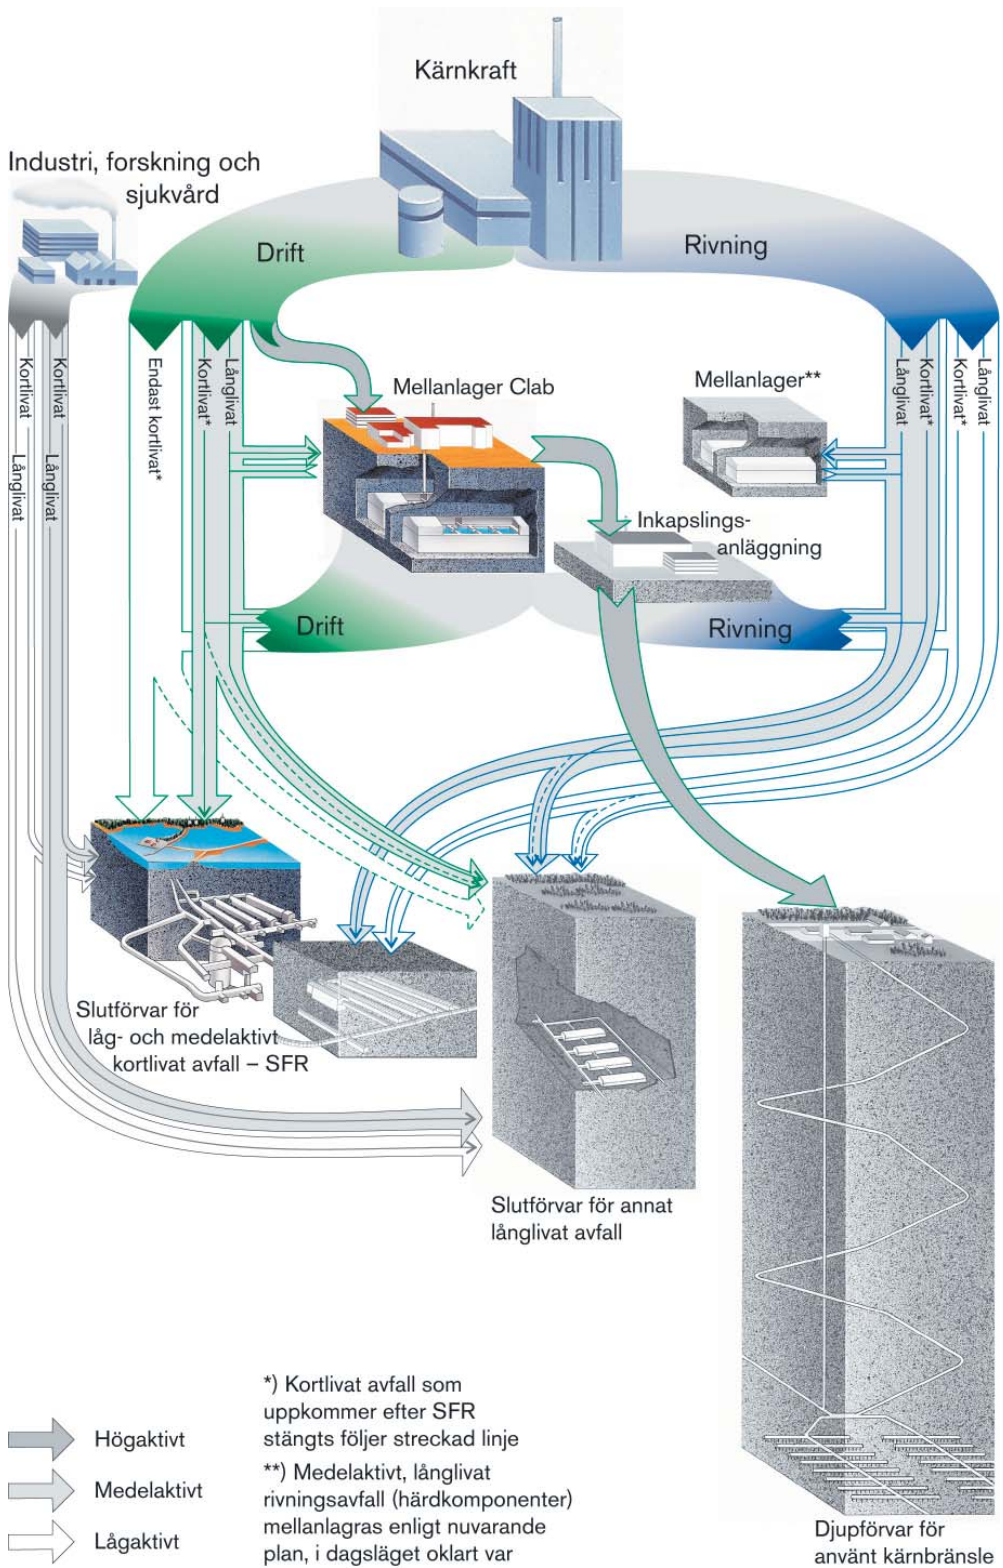 Kärnkraft
Industri, forskning och
sjukvård
Drift
Rivning
Kortlivat
Långlivat
Kortlivat
Långlivat
Endast kortlivat*
Kortlivat*
Långlivat
Mellanlager Clab
Mellanlager**
Långlivat
Kortlivat*
Kortlivat*
Långlivat
Inkapslings-
anläggning
Drift
Rivning
Slutförvar för
låg- och medelaktivt
kortlivat avfall – SFR
Slutförvar för annat
långlivat avfall
*) Kortlivat avfall som
uppkommer efter SFR
stängts följer streckad linje
**) Medelaktivt, långlivat
rivningsavfall (härdkomponenter)
mellanlagras enligt nuvarande
plan, i dagsläget oklart var
Högaktivt
Medelaktivt
Lågaktivt
Djupförvar för
använt kärnbränsle